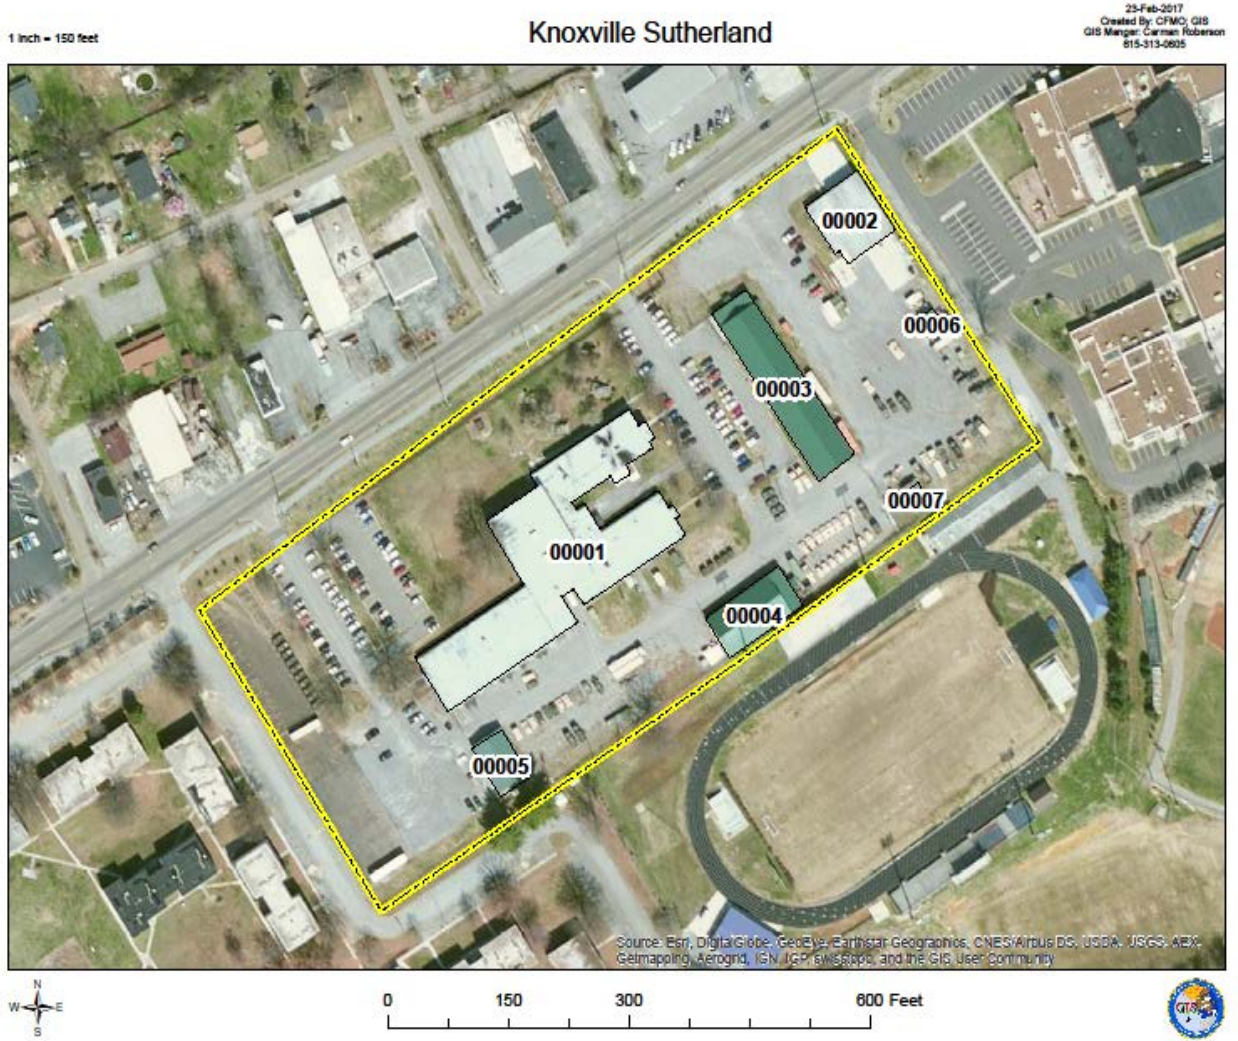 23-Feb-2017
Created By: CFMO; GIS
GIS Manger: Carman Roberson
615-313-0605
Knoxville Sutherland
1 inch = 150 feet
00002
00006
00003
00007
00001
00004
00005
Source: Esri, DigitalGlobe, GeoEye, Earthstar Geographics, CNES/Airbus DS, USDA, USGS, AEX,
Getmapping, Aerogrid, IGN, IGP, swisstopo, and the GIS User Community
N
W E
S
0 150 300 600 Feet
GIS